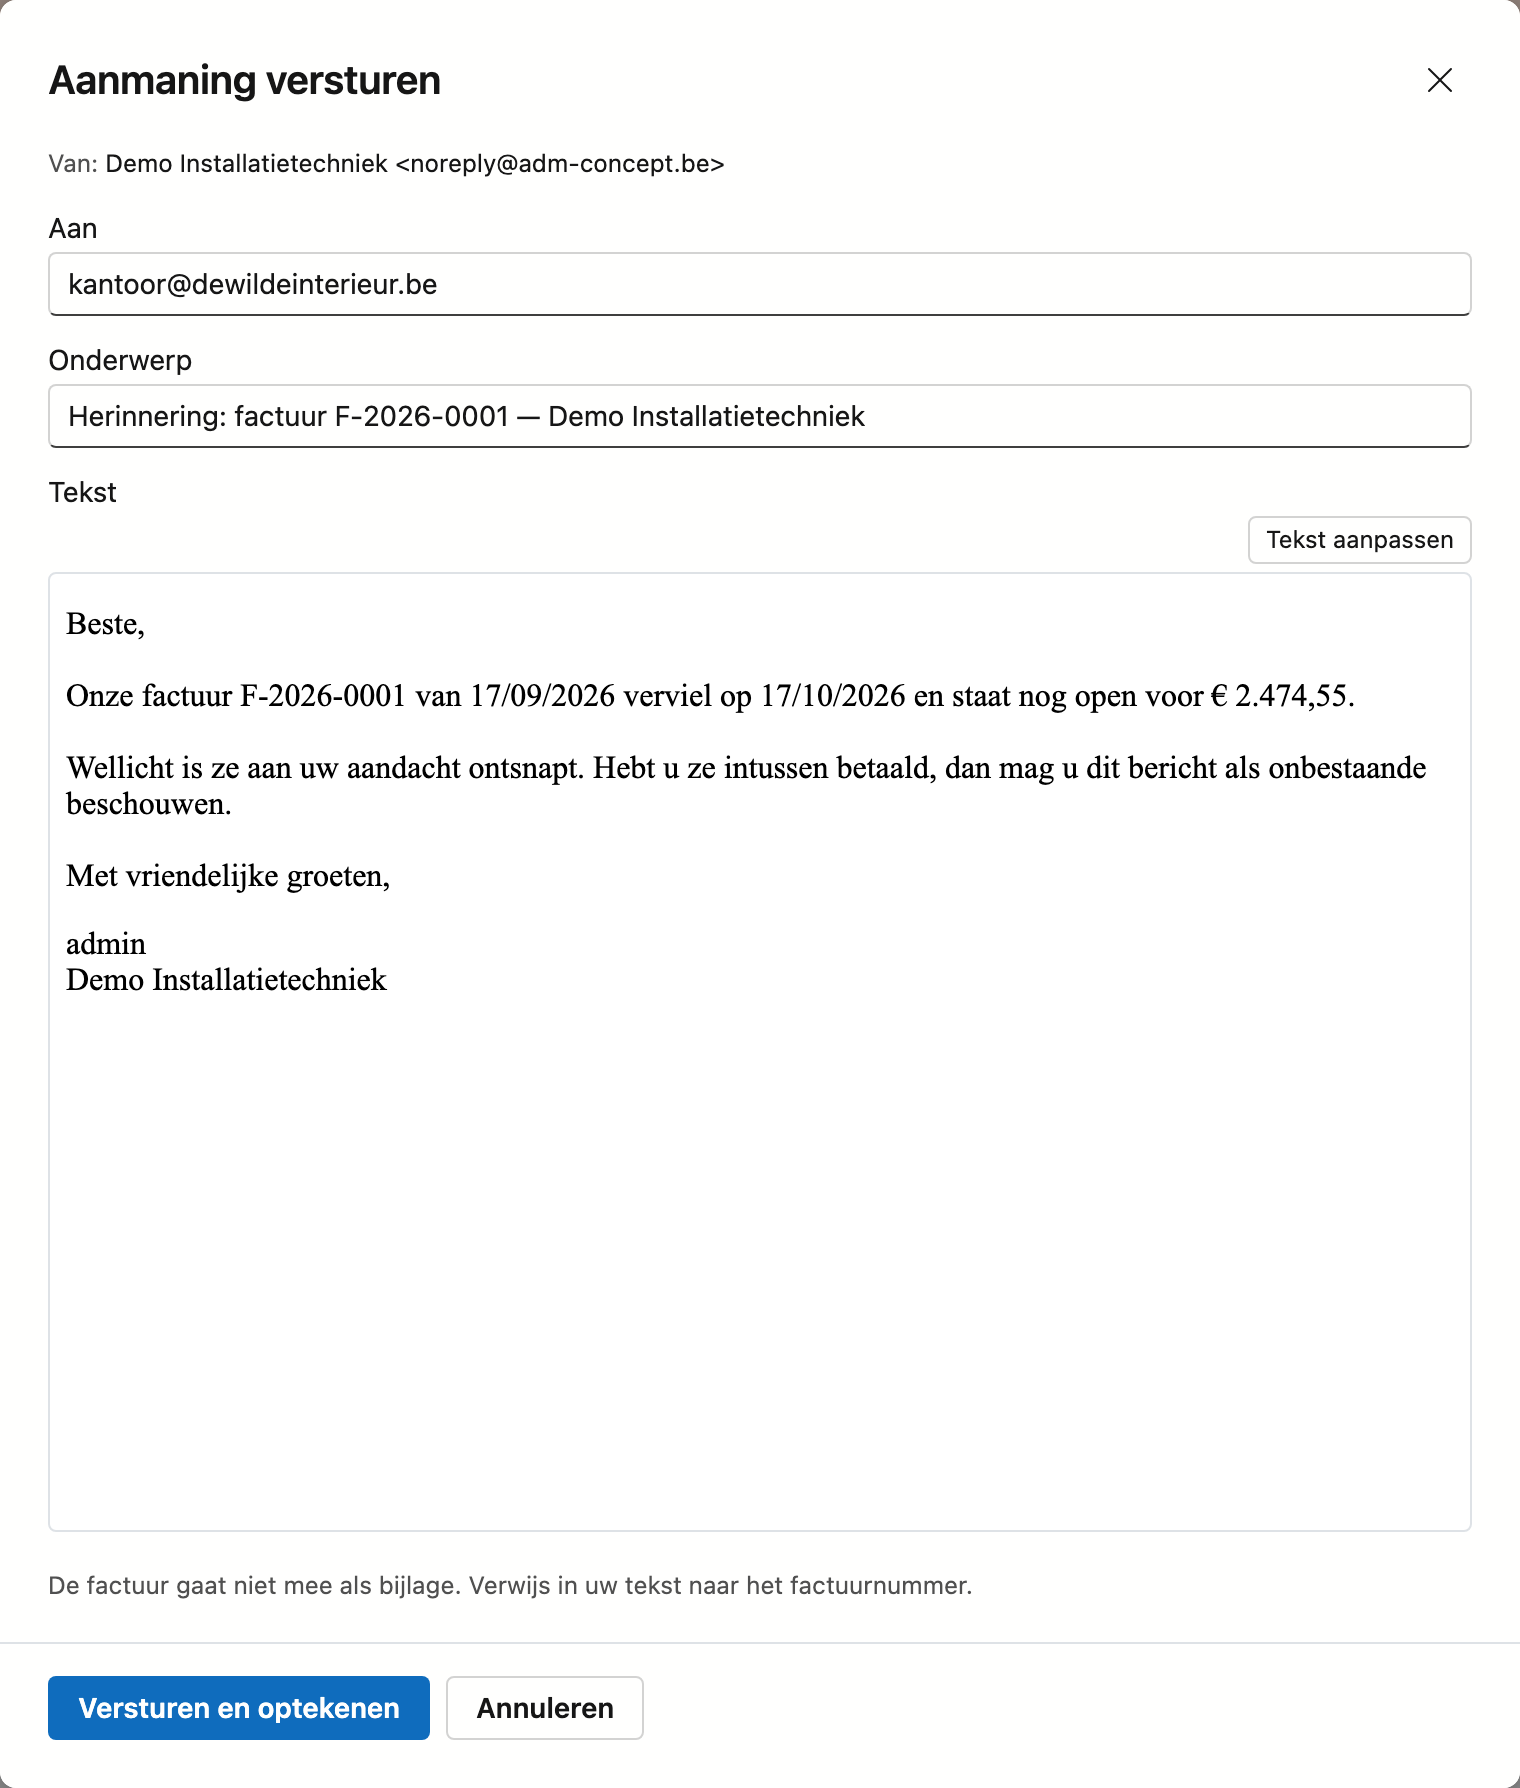 Aanmaning versturen
Van: Demo Installatietechniek <noreply@adm-concept.be>
Aan
kantoor@dewildeinterieur.be
Onderwerp
Herinnering: factuur F-2026-0001 — Demo Installatietechniek
Tekst
Tekst aanpassen
Beste,
Onze factuur F-2026-0001 van 17/09/2026 verviel op 17/10/2026 en staat nog open voor € 2.474,55.
Wellicht is ze aan uw aandacht ontsnapt. Hebt u ze intussen betaald, dan mag u dit bericht als onbestaande
beschouwen.
Met vriendelijke groeten,
admin
Demo Installatietechniek
De factuur gaat niet mee als bijlage. Verwijs in uw tekst naar het factuurnummer.
Versturen en optekenen
Annuleren